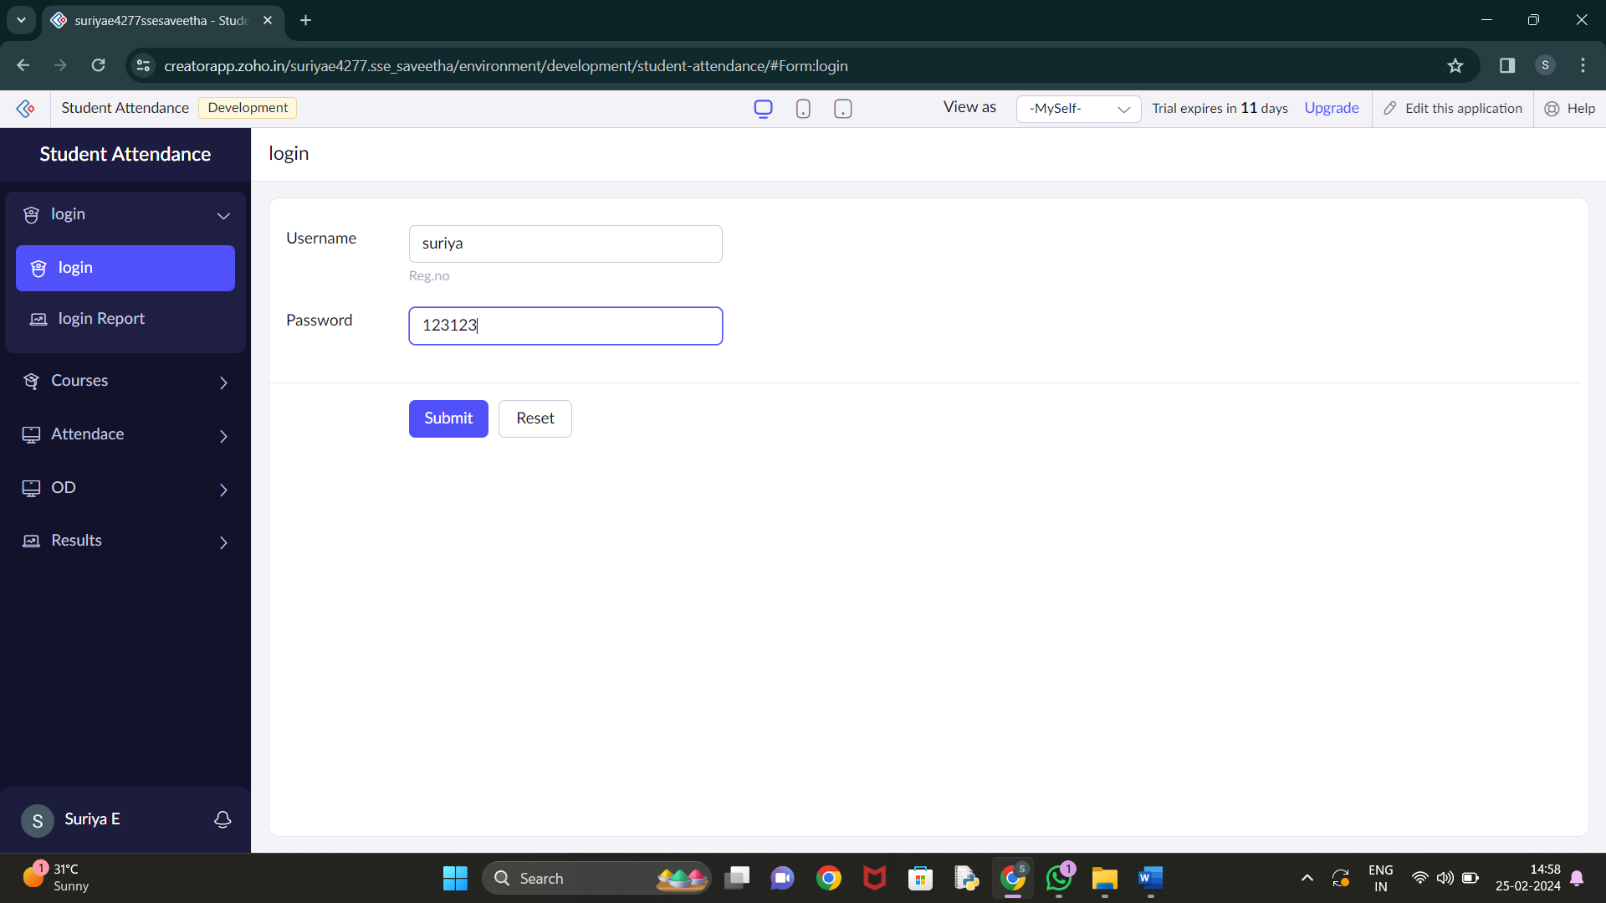 suriyae4277ssesaveetha - Stude
creatorapp.zoho.in/suriyae4277.sse_saveetha/environment/development/student-attendance/#Form:login
S
Student Attendance
Development
View as
-MySelf-
Trial expires in 11 days
Upgrade
Edit this application
Help
Student Attendance
login
login
login
login Report
Courses
Attendace
OD
Results
Suriya E
S
Username
suriya
Reg.no
Password
123123
Submit
Reset
1
31°C
Sunny
Search
S
1
W
ENG
IN
14:58
25-02-2024